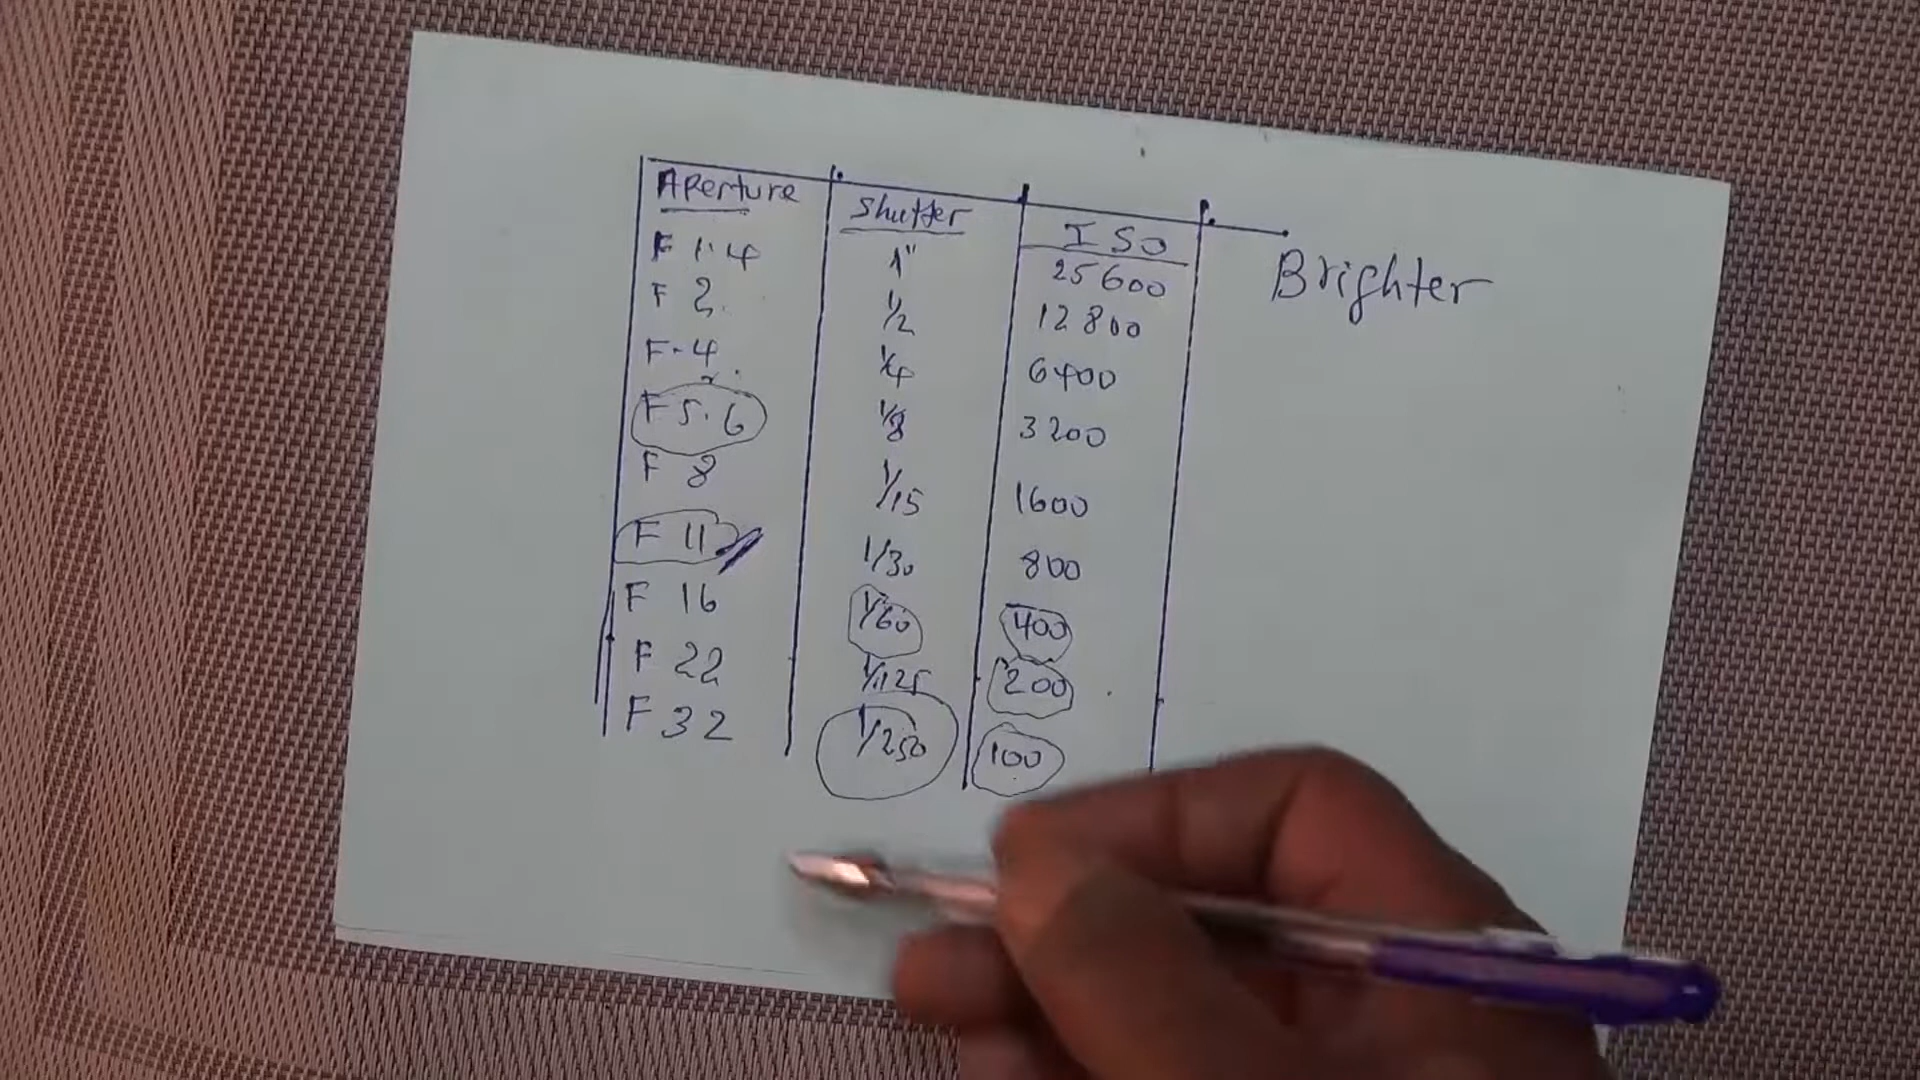 Aperture Shutter ISO
F 1.4 1" 25600 Brighter
F 2. 1/2 12800
F.4 1/4 6400
F 5.6 1/8 3200
F 8 1/15 1600
F 11 1/30 800
F 16 1/60 400
F 22 1/125 200
F 32 1/250 100